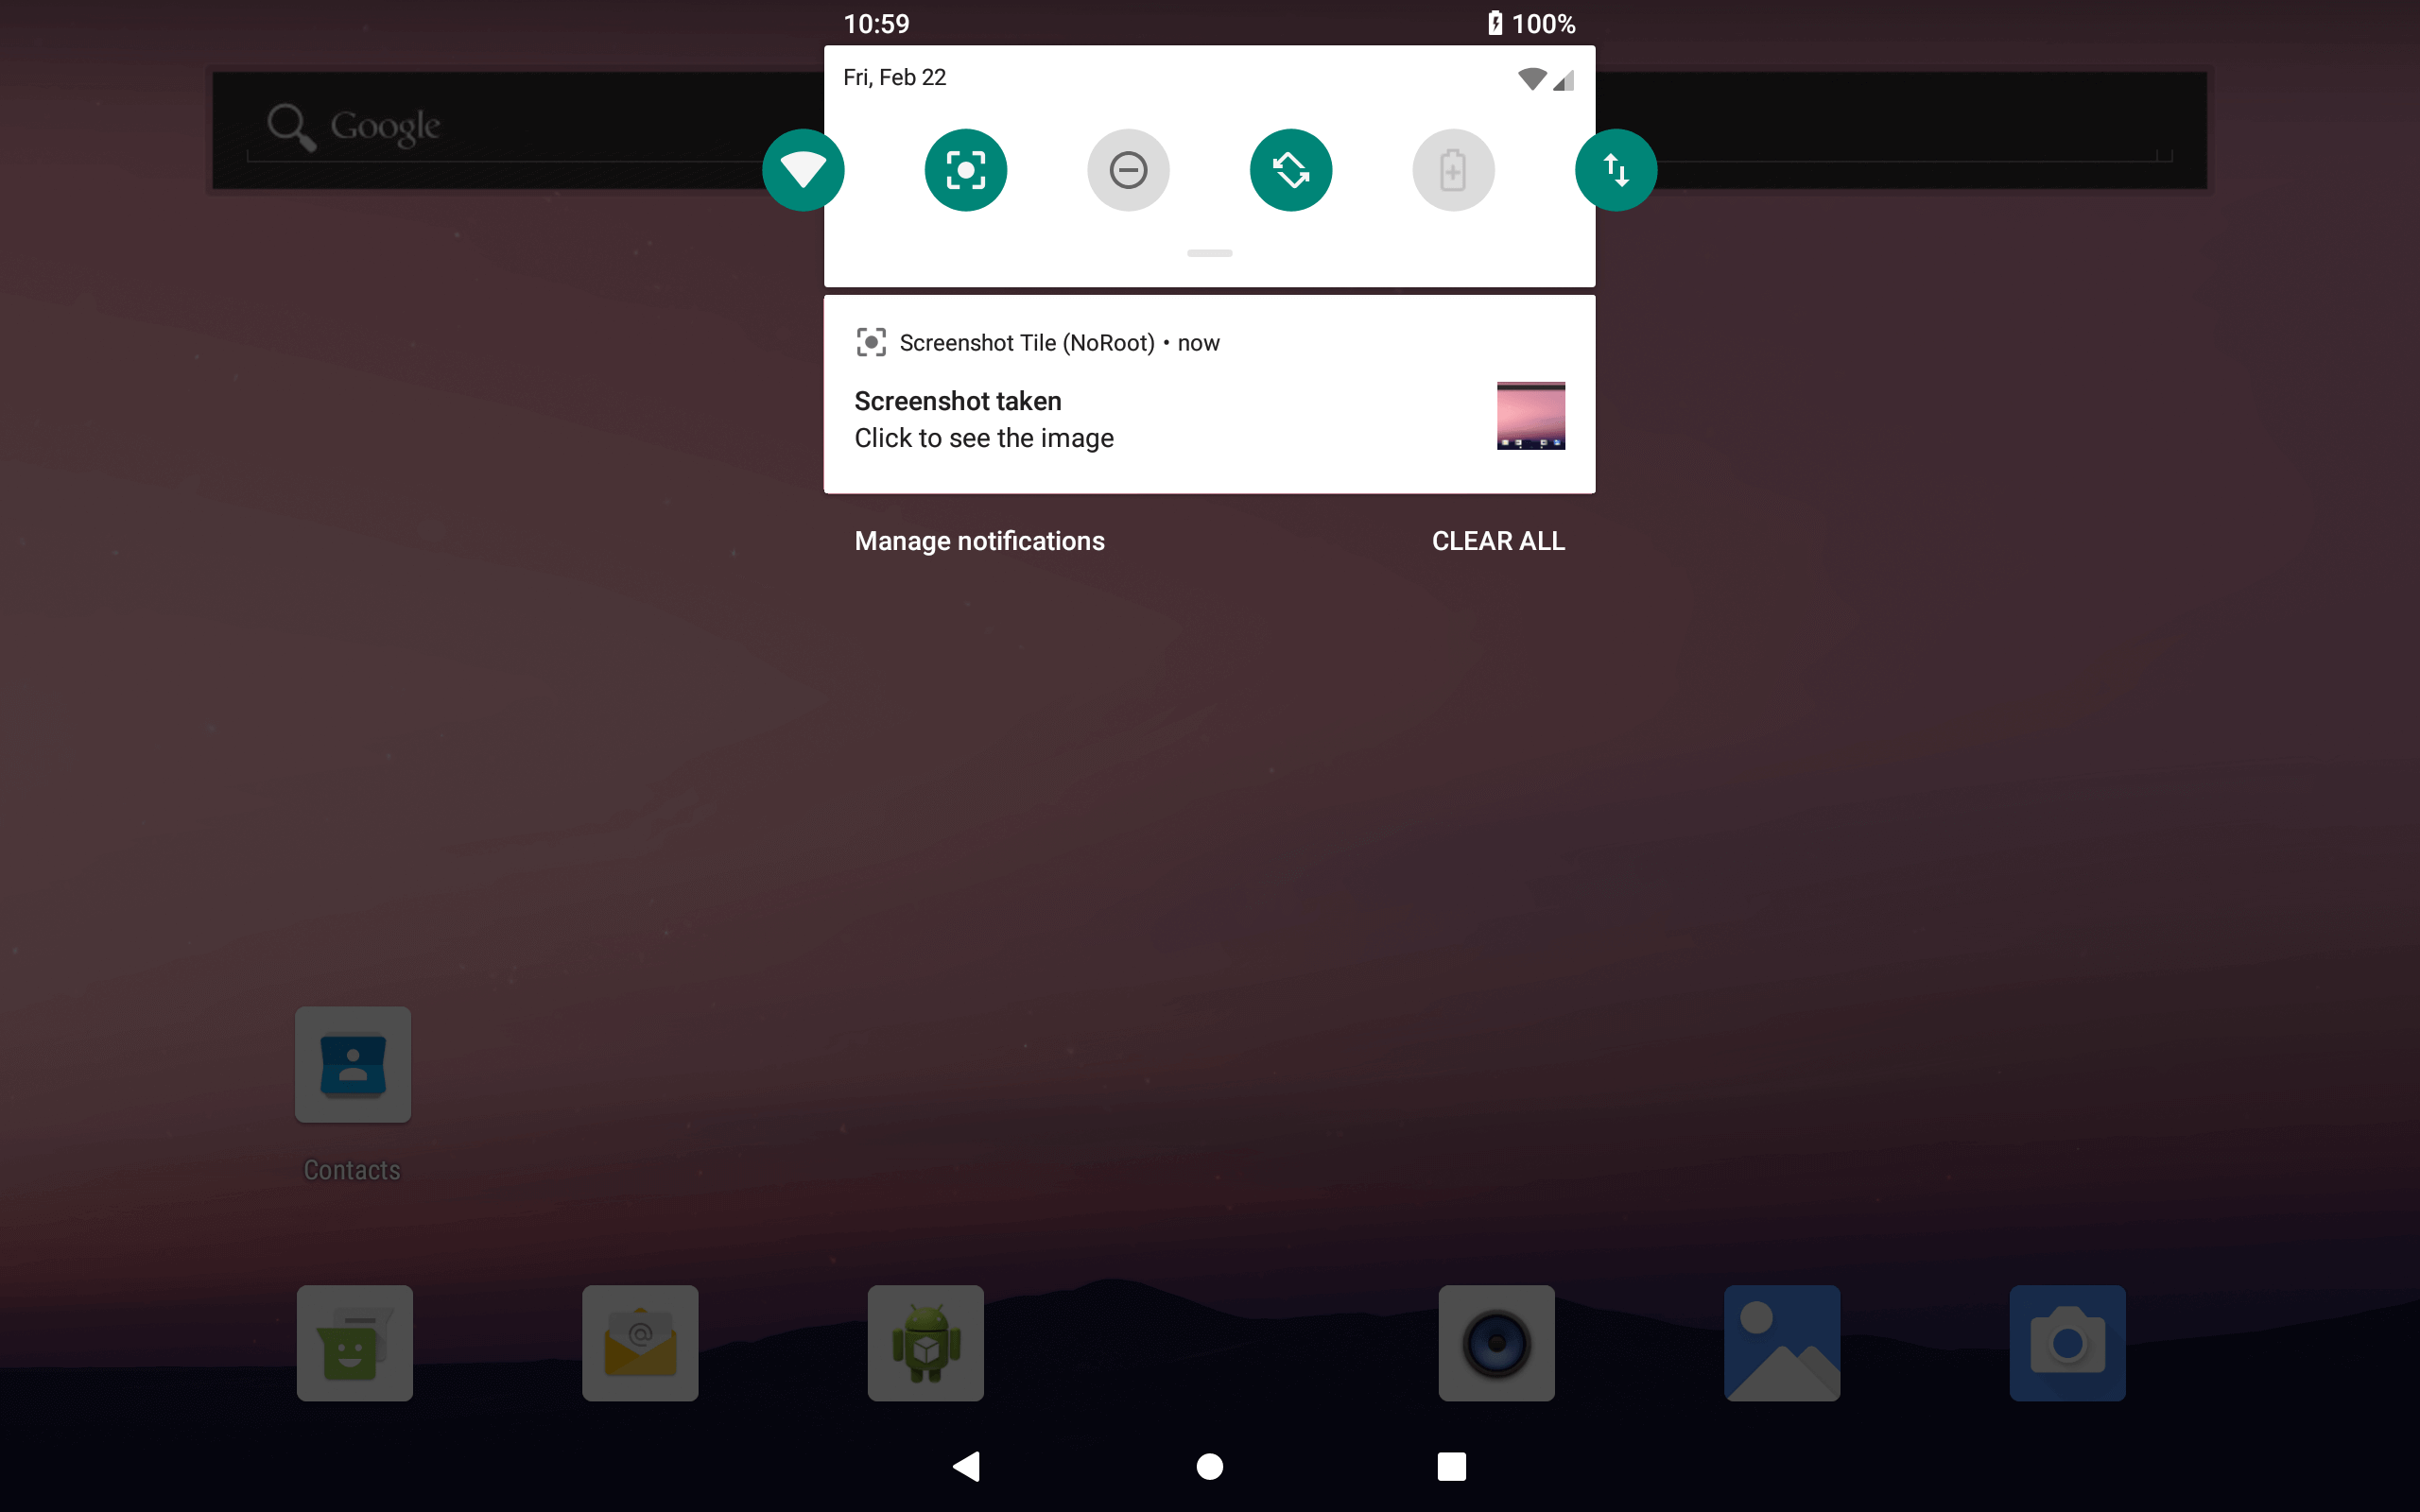 10:59
100%
Fri, Feb 22
Google
Screenshot Tile (NoRoot) • now
Screenshot taken
Click to see the image
Manage notifications
CLEAR ALL
Contacts
@